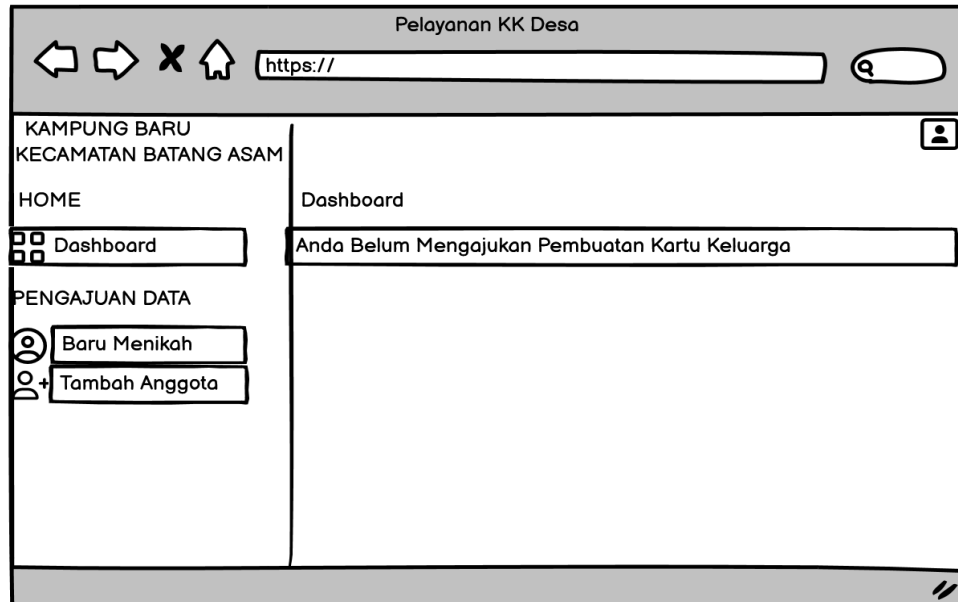 Pelayanan KK Desa
https://
KAMPUNG BARU
KECAMATAN BATANG ASAM
HOME
Dashboard
PENGAJUAN DATA
Baru Menikah
Tambah Anggota
Dashboard
Anda Belum Mengajukan Pembuatan Kartu Keluarga